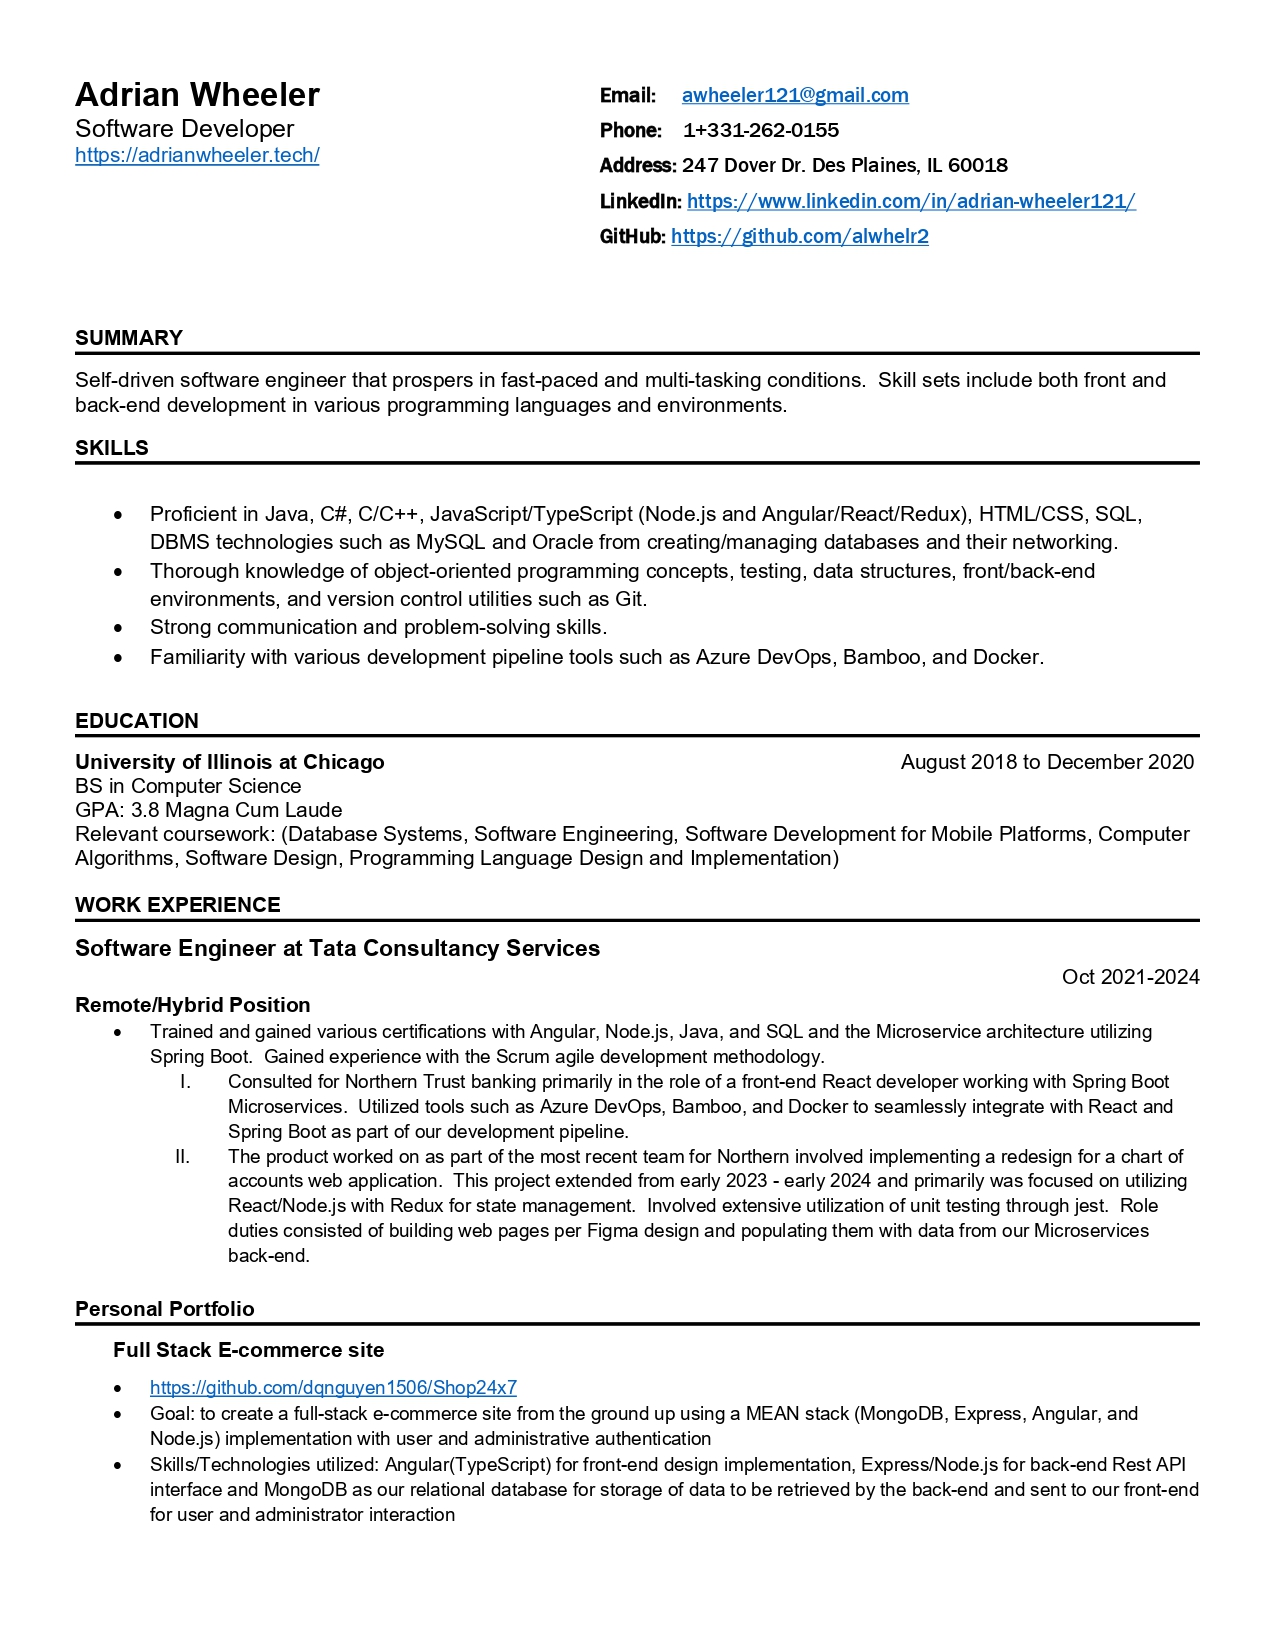 Adrian Wheeler
Software Developer
https://adrianwheeler.tech/
Email: awheeler121@gmail.com
Phone: 1+331-262-0155
Address: 247 Dover Dr. Des Plaines, IL 60018
LinkedIn: https://www.linkedin.com/in/adrian-wheeler121/
GitHub: https://github.com/alwhelr2
SUMMARY
Self-driven software engineer that prospers in fast-paced and multi-tasking conditions.  Skill sets include both front and
back-end development in various programming languages and environments.
SKILLS
• Proficient in Java, C#, C/C++, JavaScript/TypeScript (Node.js and Angular/React/Redux), HTML/CSS, SQL,
DBMS technologies such as MySQL and Oracle from creating/managing databases and their networking.
• Thorough knowledge of object-oriented programming concepts, testing, data structures, front/back-end
environments, and version control utilities such as Git.
• Strong communication and problem-solving skills.
• Familiarity with various development pipeline tools such as Azure DevOps, Bamboo, and Docker.
EDUCATION
University of Illinois at Chicago August 2018 to December 2020
BS in Computer Science
GPA: 3.8 Magna Cum Laude
Relevant coursework: (Database Systems, Software Engineering, Software Development for Mobile Platforms, Computer
Algorithms, Software Design, Programming Language Design and Implementation)
WORK EXPERIENCE
Software Engineer at Tata Consultancy Services
Oct 2021-2024
Remote/Hybrid Position
• Trained and gained various certifications with Angular, Node.js, Java, and SQL and the Microservice architecture utilizing
Spring Boot.  Gained experience with the Scrum agile development methodology.
I. Consulted for Northern Trust banking primarily in the role of a front-end React developer working with Spring Boot
Microservices.  Utilized tools such as Azure DevOps, Bamboo, and Docker to seamlessly integrate with React and
Spring Boot as part of our development pipeline.
II. The product worked on as part of the most recent team for Northern involved implementing a redesign for a chart of
accounts web application.  This project extended from early 2023 - early 2024 and primarily was focused on utilizing
React/Node.js with Redux for state management.  Involved extensive utilization of unit testing through jest.  Role
duties consisted of building web pages per Figma design and populating them with data from our Microservices
back-end.
Personal Portfolio
Full Stack E-commerce site
• https://github.com/dqnguyen1506/Shop24x7
• Goal: to create a full-stack e-commerce site from the ground up using a MEAN stack (MongoDB, Express, Angular, and
Node.js) implementation with user and administrative authentication
• Skills/Technologies utilized: Angular(TypeScript) for front-end design implementation, Express/Node.js for back-end Rest API
interface and MongoDB as our relational database for storage of data to be retrieved by the back-end and sent to our front-end
for user and administrator interaction